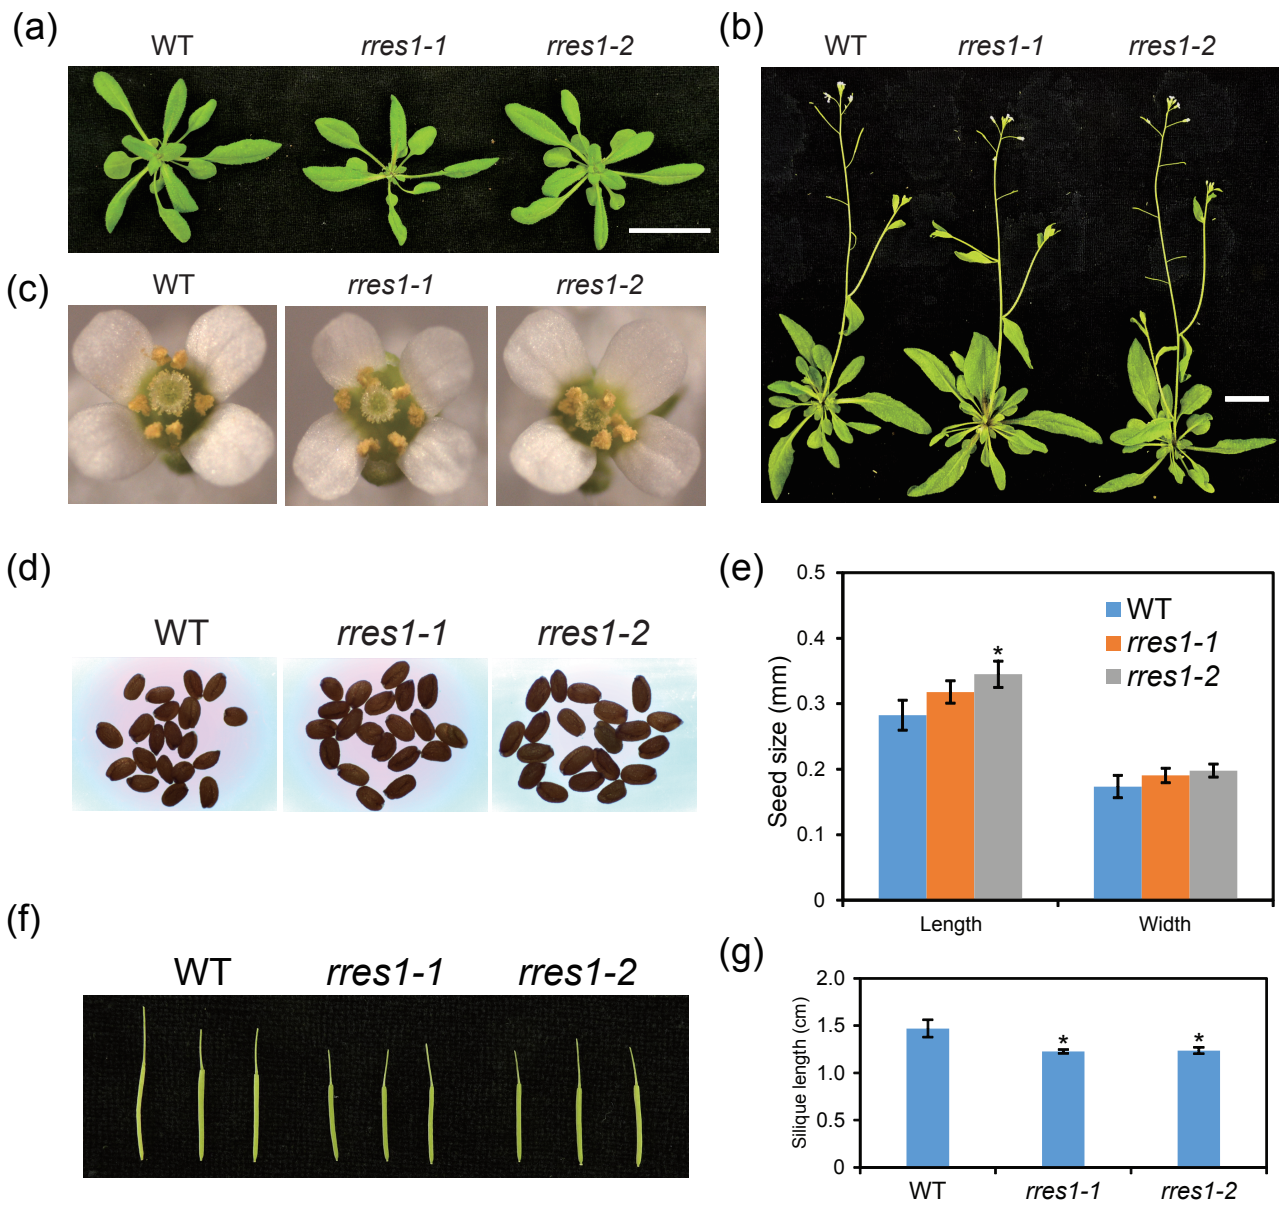 (a)
WT rres1-1 rres1-2
(b)
WT rres1-1 rres1-2
(c)
WT rres1-1 rres1-2
(d)
WT rres1-1 rres1-2
(e)
0.5
0.4
0.3
0.2
0.1
0
Seed size (mm)
*
WT
rres1-1
rres1-2
Length Width
(f)
WT rres1-1 rres1-2
(g)
2.0
1.5
1.0
0.5
0
Silique length (cm)
* *
WT rres1-1 rres1-2